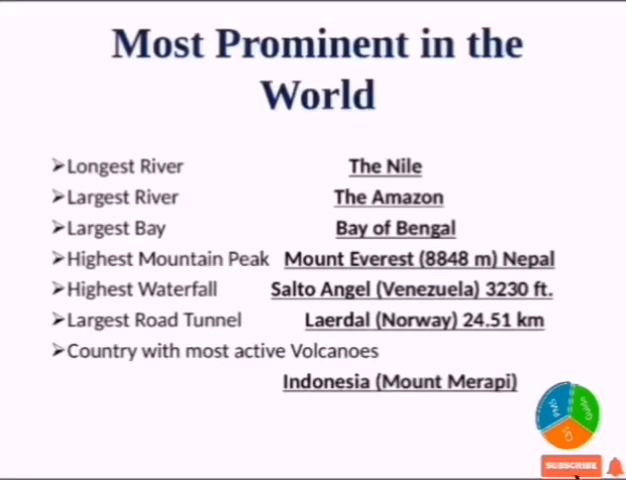 Most Prominent in the
World
➢Longest River The Nile
➢Largest River The Amazon
➢Largest Bay Bay of Bengal
➢Highest Mountain Peak Mount Everest (8848 m) Nepal
➢Highest Waterfall Salto Angel (Venezuela) 3230 ft.
➢Largest Road Tunnel Laerdal (Norway) 24.51 km
➢Country with most active Volcanoes
Indonesia (Mount Merapi)
SUBSCRIBE